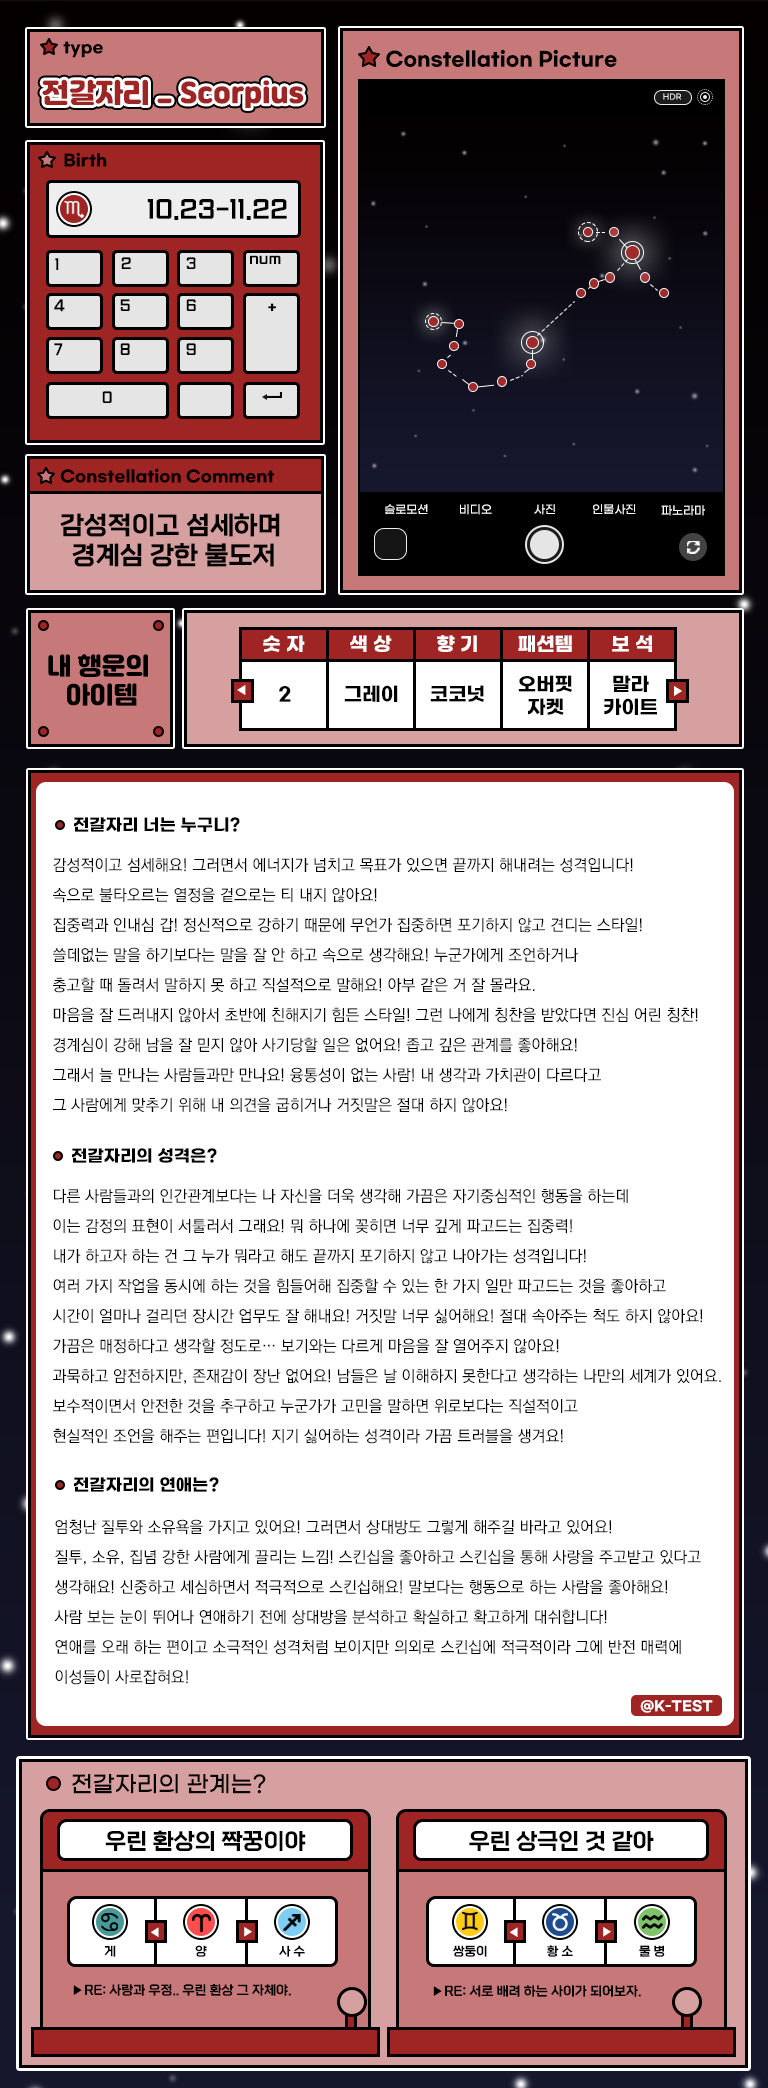 type
전갈자리 _ Scorpius
Birth
10.23-11.22
1
2
3
num
4
5
6
+
7
8
9
0
Constellation Comment
감성적이고 섬세하며
경계심 강한 불도저
Constellation Picture
HDR
슬로모션 비디오 사진 인물사진 파노라마
내 행운의
아이템
숫 자 색 상 향 기 패션템 보 석
2
그레이
코코넛
오버핏
자켓
말라
카이트
전갈자리 너는 누구니?
감성적이고 섬세해요! 그러면서 에너지가 넘치고 목표가 있으면 끝까지 해내려는 성격입니다!
속으로 불타오르는 열정을 겉으로는 티 내지 않아요!
집중력과 인내심 갑! 정신적으로 강하기 때문에 무언가 집중하면 포기하지 않고 견디는 스타일!
쓸데없는 말을 하기보다는 말을 잘 안 하고 속으로 생각해요! 누군가에게 조언하거나
충고할 때 돌려서 말하지 못 하고 직설적으로 말해요! 아부 같은 거 잘 몰라요.
마음을 잘 드러내지 않아서 초반에 친해지기 힘든 스타일! 그런 나에게 칭찬을 받았다면 진심 어린 칭찬!
경계심이 강해 남을 잘 믿지 않아 사기당할 일은 없어요! 좁고 깊은 관계를 좋아해요!
그래서 늘 만나는 사람들과만 만나요! 융통성이 없는 사람! 내 생각과 가치관이 다르다고
그 사람에게 맞추기 위해 내 의견을 굽히거나 거짓말은 절대 하지 않아요!
전갈자리의 성격은?
다른 사람들과의 인간관계보다는 나 자신을 더욱 생각해 가끔은 자기중심적인 행동을 하는데
이는 감정의 표현이 서툴러서 그래요! 뭐 하나에 꽂히면 너무 깊게 파고드는 집중력!
내가 하고자 하는 건 그 누가 뭐라고 해도 끝까지 포기하지 않고 나아가는 성격입니다!
여러 가지 작업을 동시에 하는 것을 힘들어해 집중할 수 있는 한 가지 일만 파고드는 것을 좋아하고
시간이 얼마나 걸리던 장시간 업무도 잘 해내요! 거짓말 너무 싫어해요! 절대 속아주는 척도 하지 않아요!
가끔은 매정하다고 생각할 정도로… 보기와는 다르게 마음을 잘 열어주지 않아요!
과묵하고 얌전하지만, 존재감이 장난 없어요! 남들은 날 이해하지 못한다고 생각하는 나만의 세계가 있어요.
보수적이면서 안전한 것을 추구하고 누군가가 고민을 말하면 위로보다는 직설적이고
현실적인 조언을 해주는 편입니다! 지기 싫어하는 성격이라 가끔 트러블을 생겨요!
전갈자리의 연애는?
엄청난 질투와 소유욕을 가지고 있어요! 그러면서 상대방도 그렇게 해주길 바라고 있어요!
질투, 소유, 집념 강한 사람에게 끌리는 느낌! 스킨십을 좋아하고 스킨십을 통해 사랑을 주고받고 있다고
생각해요! 신중하고 세심하면서 적극적으로 스킨십해요! 말보다는 행동으로 하는 사람을 좋아해요!
사람 보는 눈이 뛰어나 연애하기 전에 상대방을 분석하고 확실하고 확고하게 대쉬합니다!
연애를 오래 하는 편이고 소극적인 성격처럼 보이지만 의외로 스킨십에 적극적이라 그에 반전 매력에
이성들이 사로잡혀요!
@K-TEST
전갈자리의 관계는?
우린 환상의 짝꿍이야
게 양 사 수
▶RE: 사랑과 우정.. 우린 환상 그 자체야.
우린 상극인 것 같아
쌍둥이 황 소 물 병
▶RE: 서로 배려 하는 사이가 되어보자.